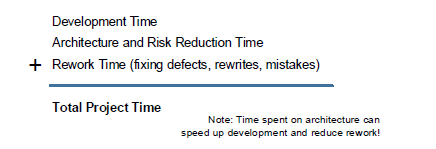 Development Time
Architecture and Risk Reduction Time
+ Rework Time (fixing defects, rewrites, mistakes)
Total Project Time
Note: Time spent on architecture can
speed up development and reduce rework!